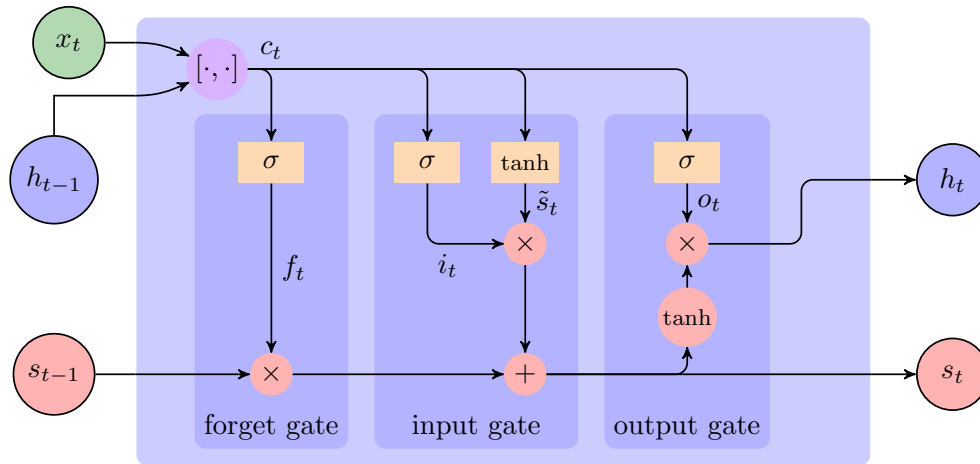 x_t
[·, ·]
c_t
h_{t−1}
σ
σ
tanh
σ
h_t
s̃_t
o_t
×
×
i_t
f_t
tanh
s_{t−1}
×
+
s_t
forget gate
input gate
output gate